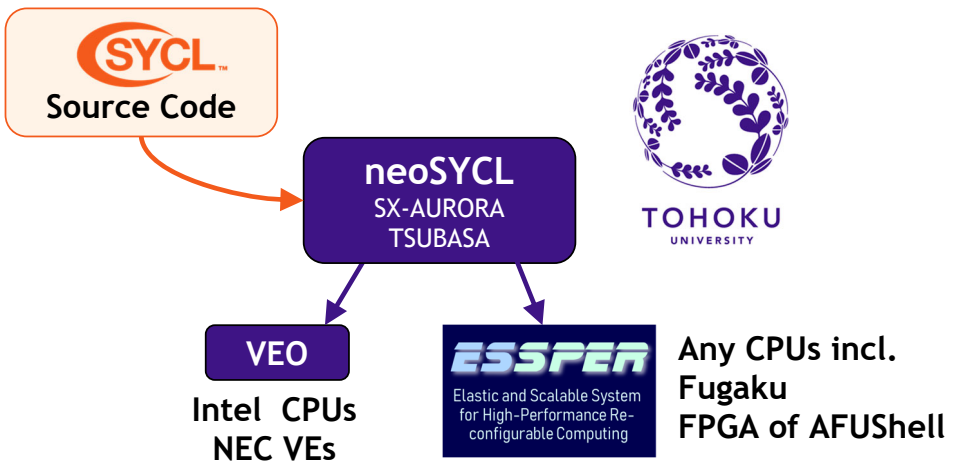 SYCL™
Source Code
neoSYCL
SX-AURORA
TSUBASA
TOHOKU
UNIVERSITY
VEO
Intel CPUs
NEC VEs
ESSPER
Elastic and Scalable System
for High-Performance Re-
configurable Computing
Any CPUs incl.
Fugaku
FPGA of AFUShell